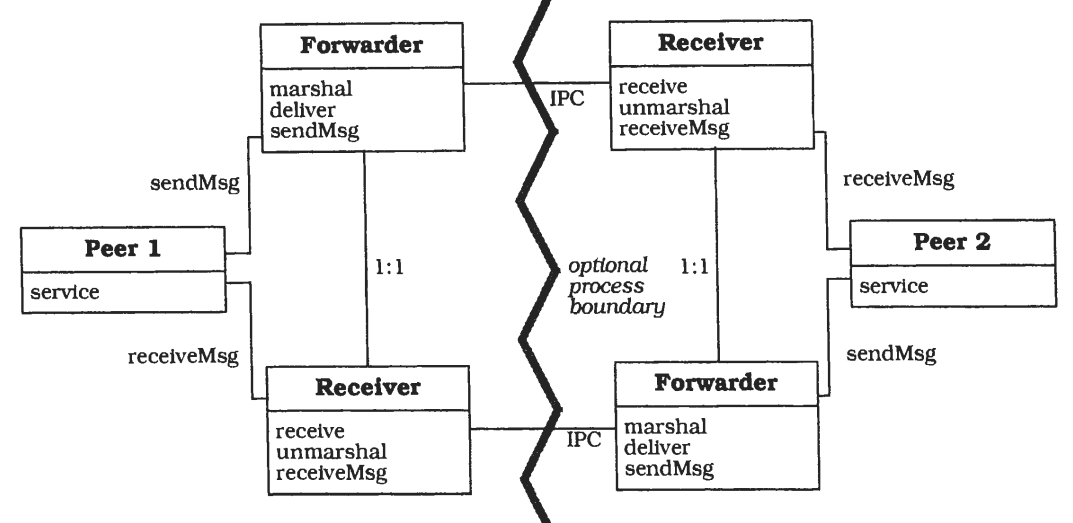 Forwarder
marshal
deliver
sendMsg
Receiver
receive
unmarshal
receiveMsg
IPC
sendMsg
receiveMsg
Peer 1
service
Peer 2
service
1:1
optional
process
boundary
1:1
receiveMsg
sendMsg
Receiver
receive
unmarshal
receiveMsg
Forwarder
marshal
deliver
sendMsg
IPC